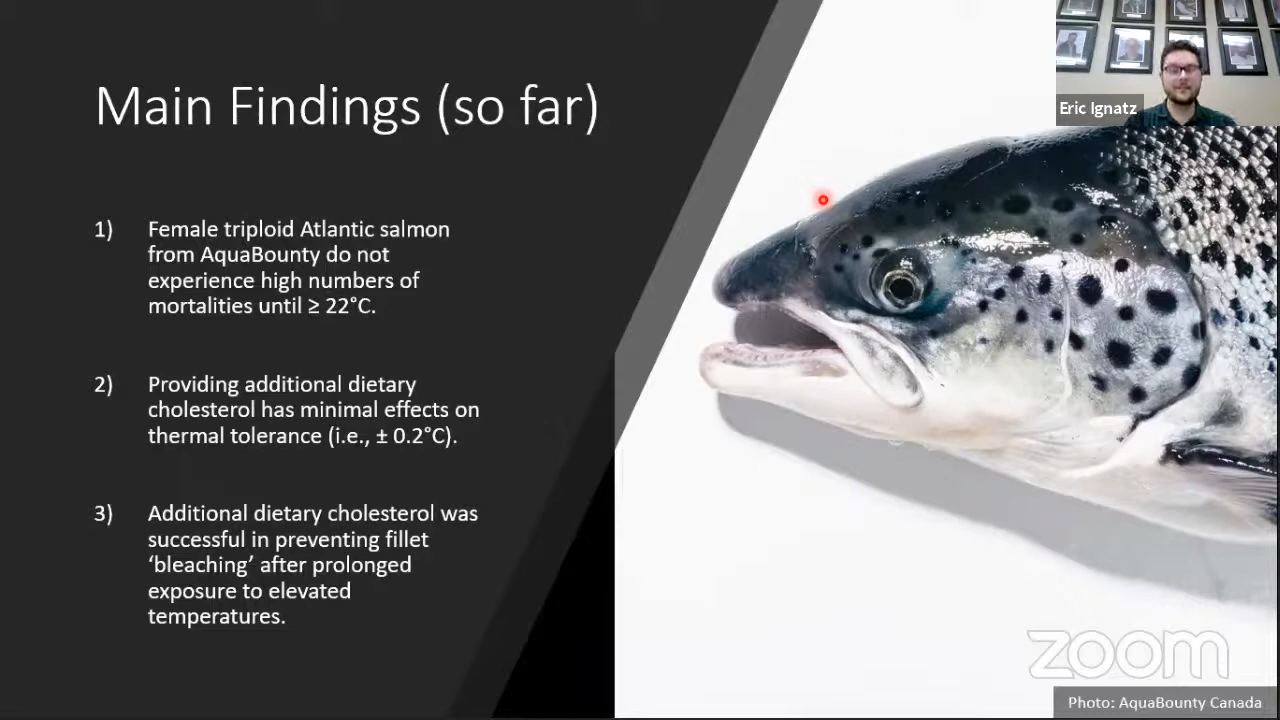 Main Findings (so far)
Eric Ignatz
1) Female triploid Atlantic salmon
from AquaBounty do not
experience high numbers of
mortalities until ≥ 22°C.
2) Providing additional dietary
cholesterol has minimal effects on
thermal tolerance (i.e., ± 0.2°C).
3) Additional dietary cholesterol was
successful in preventing fillet
‘bleaching’ after prolonged
exposure to elevated
temperatures.
zoom
Photo: AquaBounty Canada